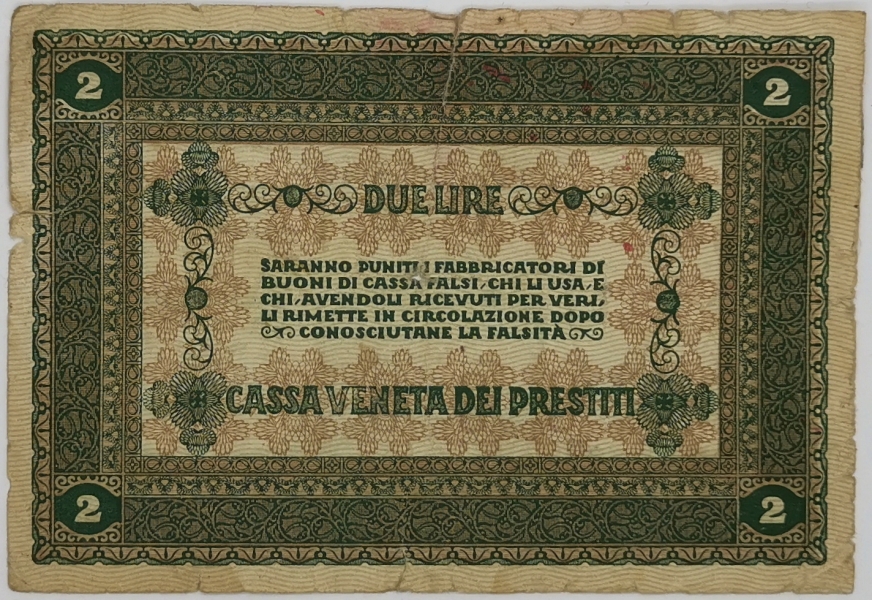 2 2
DUE LIRE
SARANNO PUNITI I FABBRICATORI DI
BUONI DI CASSA FALSI, CHI LI USA, E
CHI, AVENDOLI RICEVUTI PER VERI,
LI RIMETTE IN CIRCOLAZIONE DOPO
CONOSCIUTANE LA FALSITÀ
CASSA VENETA DEI PRESTITI
2 2